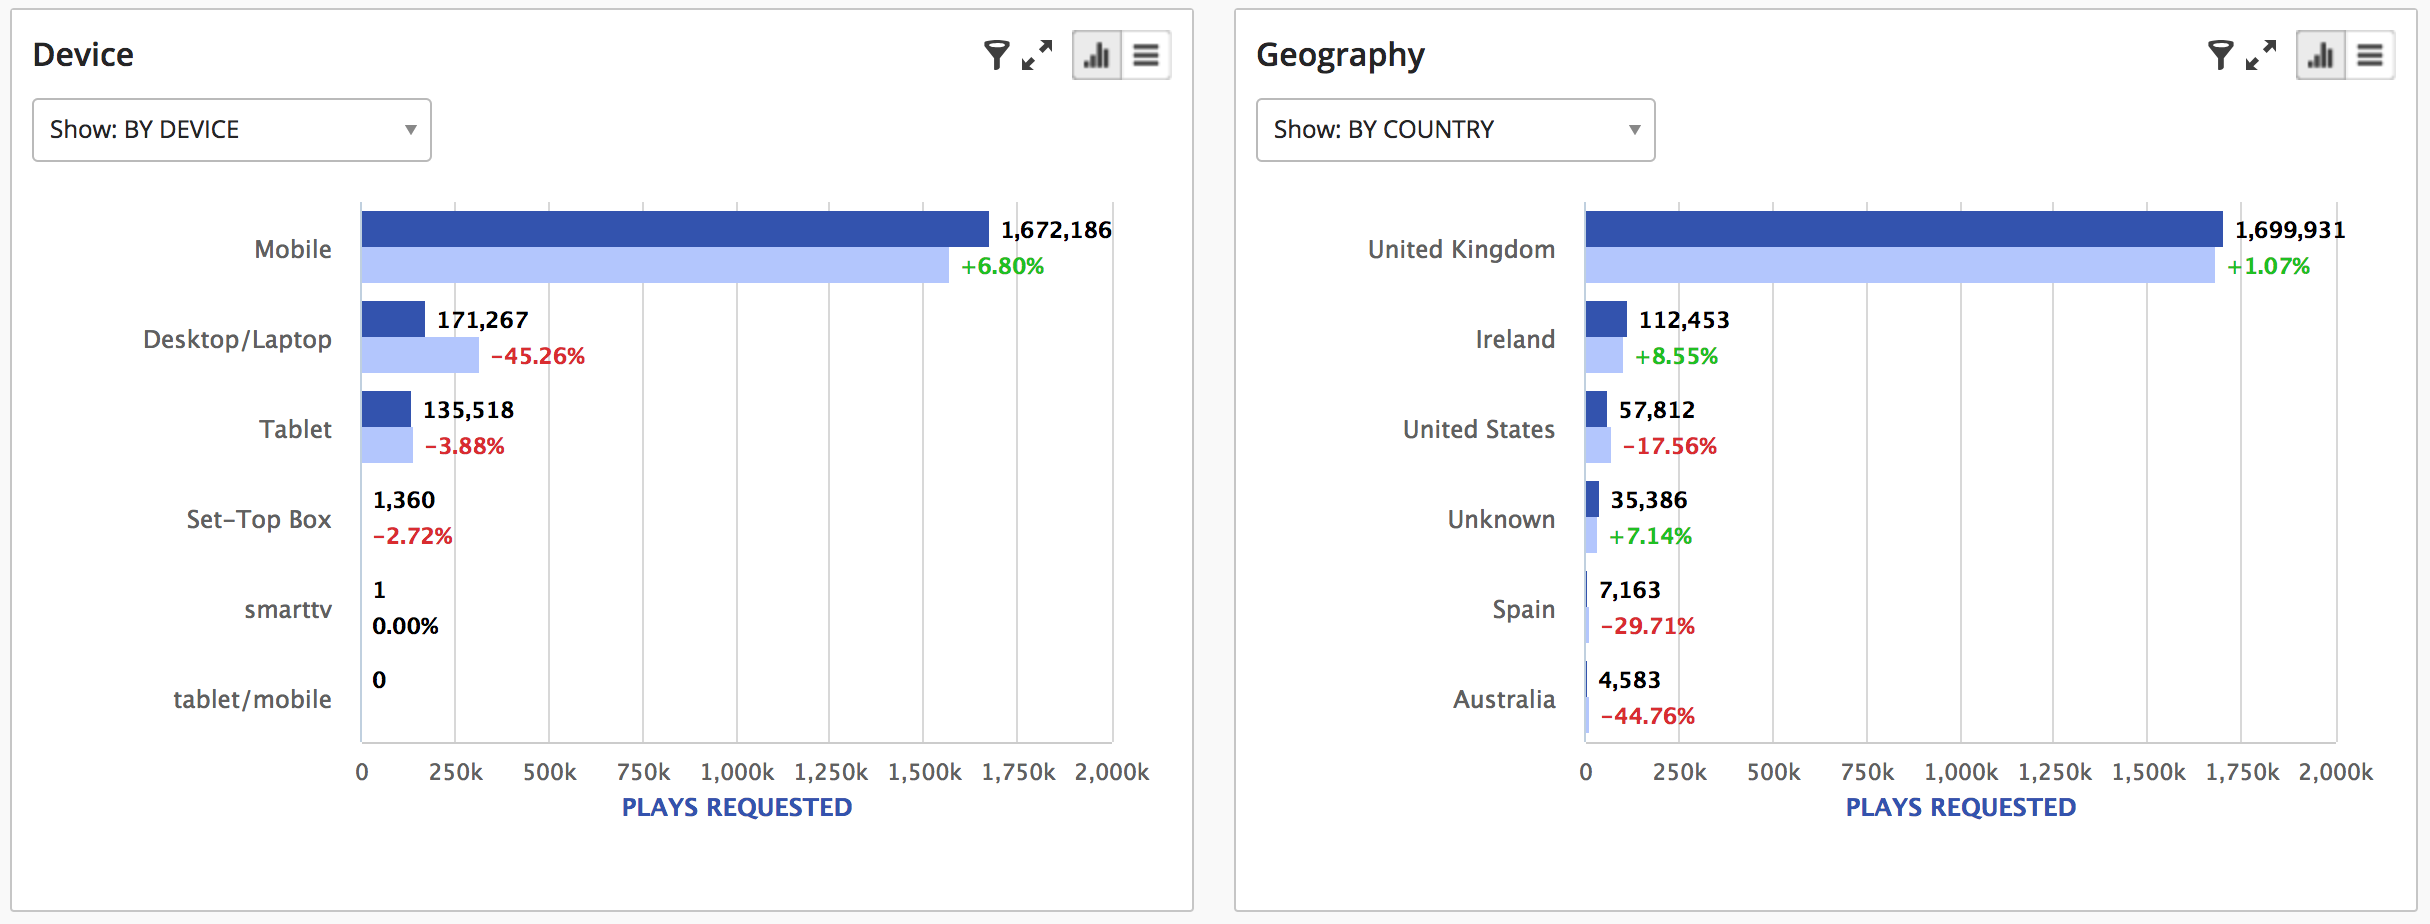 Device
Show: BY DEVICE
Mobile
1,672,186
+6.80%
Desktop/Laptop
171,267
-45.26%
Tablet
135,518
-3.88%
Set-Top Box
1,360
-2.72%
smarttv
1
0.00%
tablet/mobile
0
0 250k 500k 750k 1,000k 1,250k 1,500k 1,750k 2,000k
PLAYS REQUESTED
Geography
Show: BY COUNTRY
United Kingdom
1,699,931
+1.07%
Ireland
112,453
+8.55%
United States
57,812
-17.56%
Unknown
35,386
+7.14%
Spain
7,163
-29.71%
Australia
4,583
-44.76%
0 250k 500k 750k 1,000k 1,250k 1,500k 1,750k 2,000k
PLAYS REQUESTED